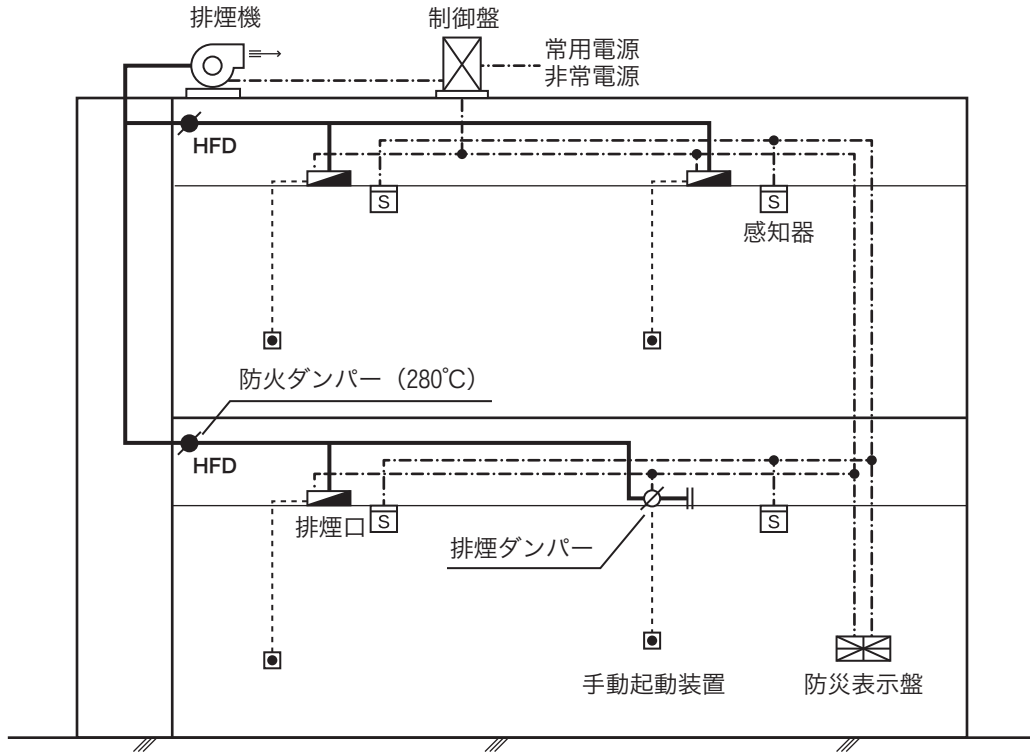 排煙機
制御盤
常用電源
非常電源
HFD
S
S
感知器
防火ダンパー（280℃）
HFD
排煙口
S
S
排煙ダンパー
手動起動装置
防災表示盤